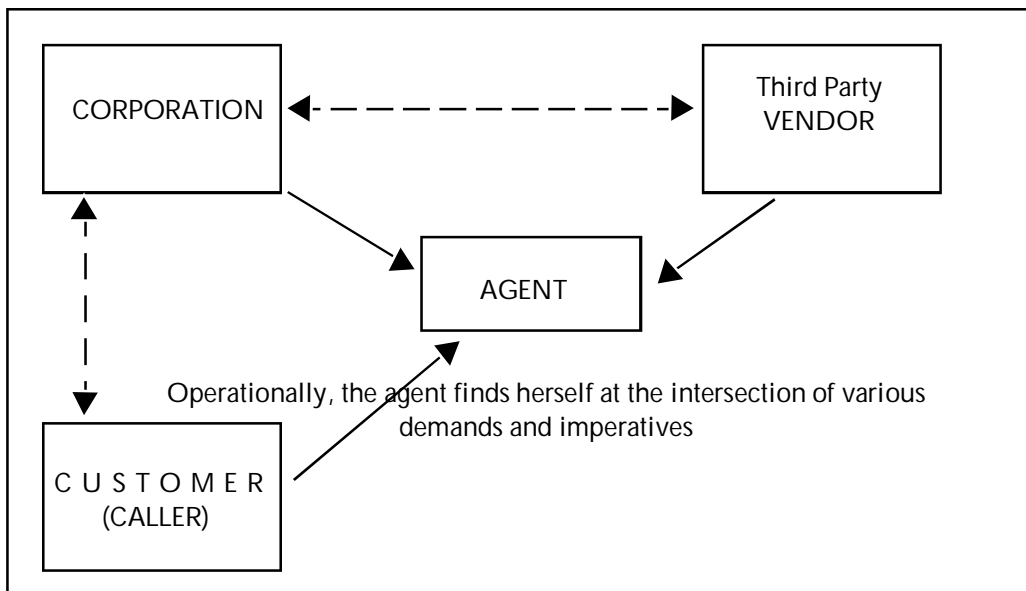 CORPORATION
Third Party
VENDOR
AGENT
Operationally, the agent finds herself at the intersection of various
demands and imperatives
C U S T O M E R
(CALLER)